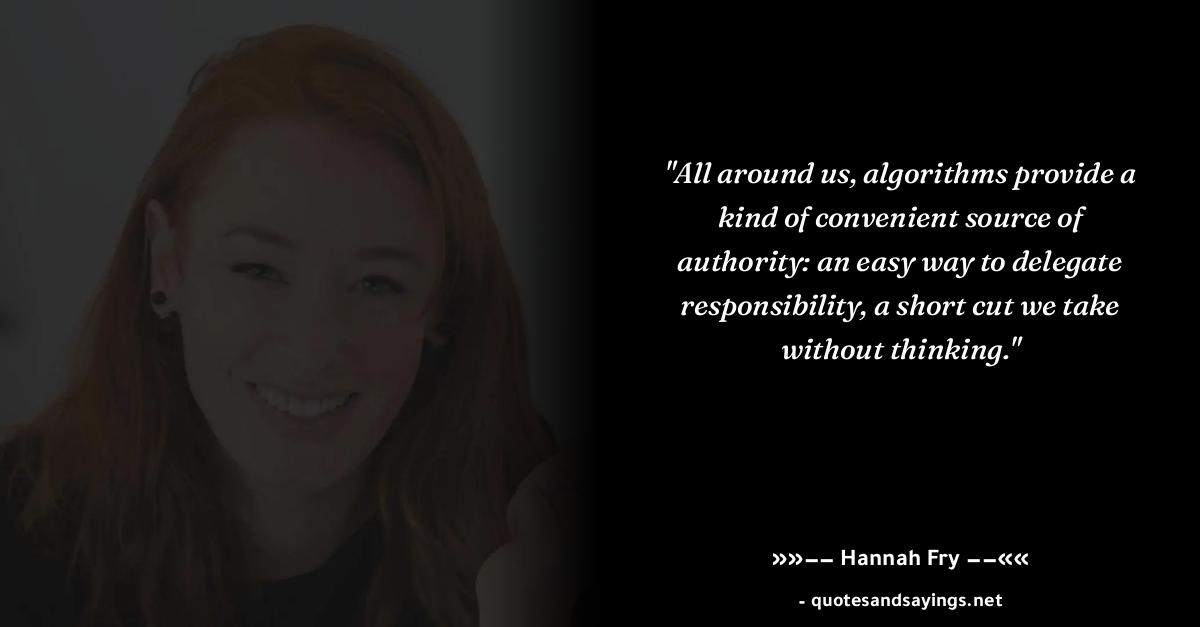 "All around us, algorithms provide a
kind of convenient source of
authority: an easy way to delegate
responsibility, a short cut we take
without thinking."
»»−− Hannah Fry −−««
- quotesandsayings.net